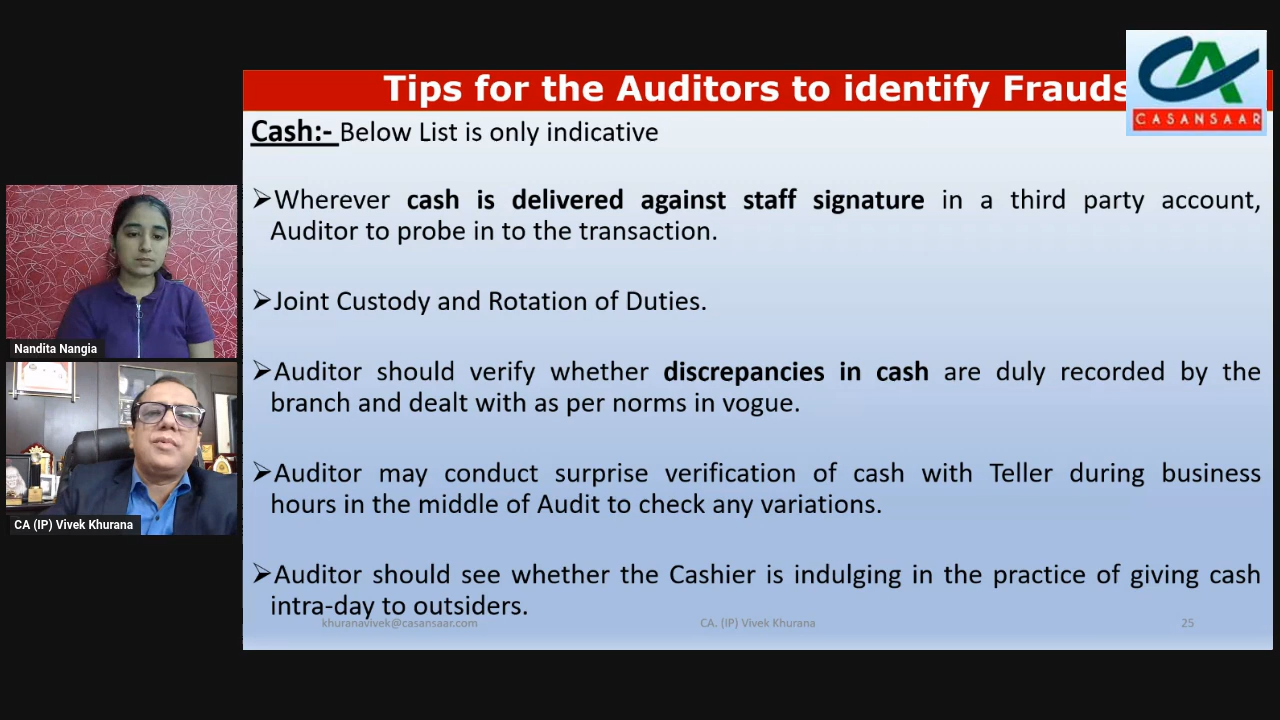 Tips for the Auditors to identify Frauds
CA
CASANSAAR
Cash:- Below List is only indicative
➢Wherever cash is delivered against staff signature in a third party account,
Auditor to probe in to the transaction.
➢Joint Custody and Rotation of Duties.
➢Auditor should verify whether discrepancies in cash are duly recorded by the
branch and dealt with as per norms in vogue.
➢Auditor may conduct surprise verification of cash with Teller during business
hours in the middle of Audit to check any variations.
➢Auditor should see whether the Cashier is indulging in the practice of giving cash
intra-day to outsiders.
khuranavivek@casansaar.com CA. (IP) Vivek Khurana 25
Nandita Nangia
CA (IP) Vivek Khurana